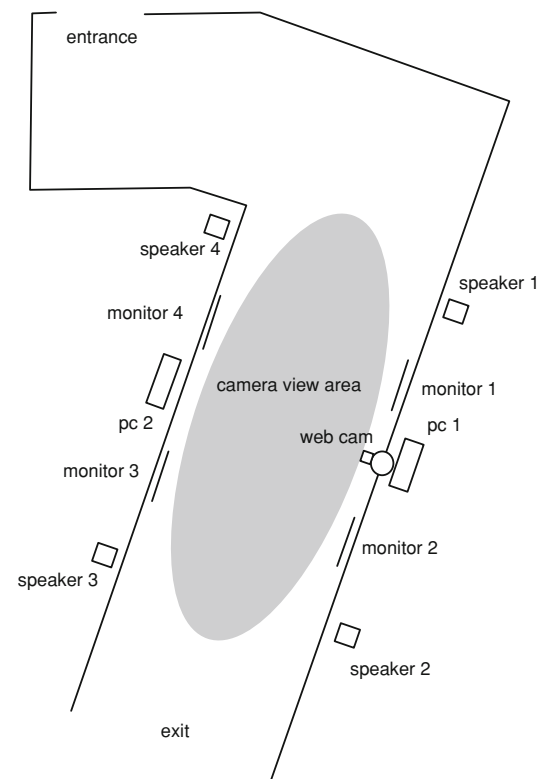 entrance
speaker 4
speaker 1
monitor 4
camera view area
monitor 1
pc 2
web cam
pc 1
monitor 3
monitor 2
speaker 3
speaker 2
exit